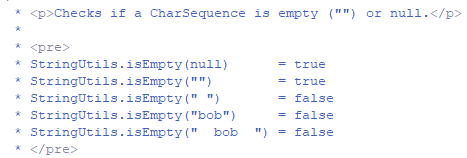 * <p>Checks if a CharSequence is empty ("") or null.</p>
*
* <pre>
* StringUtils.isEmpty(null)      = true
* StringUtils.isEmpty("")        = true
* StringUtils.isEmpty(" ")       = false
* StringUtils.isEmpty("bob")     = false
* StringUtils.isEmpty("  bob  ") = false
* </pre>